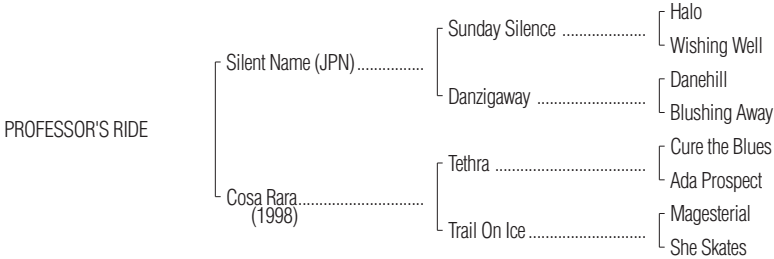 Halo
Sunday Silence ....................
Wishing Well
Silent Name (JPN) ................
Danehill
Danzigaway ..........................
Blushing Away
PROFESSOR'S RIDE
Cure the Blues
Tethra ....................................
Ada Prospect
Cosa Rara..............................
(1998)
Magesterial
Trail On Ice ............................
She Skates